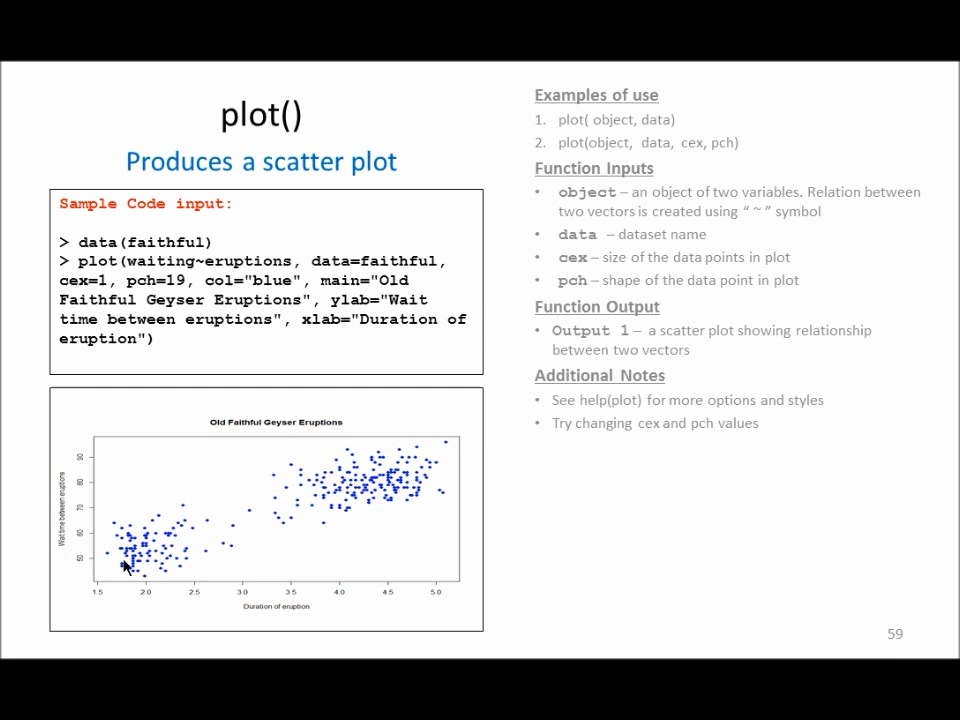 plot()
Produces a scatter plot
Sample Code input:
> data(faithful)
> plot(waiting~eruptions, data=faithful,
cex=1, pch=19, col="blue", main="Old
Faithful Geyser Eruptions", ylab="Wait
time between eruptions", xlab="Duration of
eruption")
Old Faithful Geyser Eruptions
Wait time between eruptions
90
80
70
60
50
1.5 2.0 2.5 3.0 3.5 4.0 4.5 5.0
Duration of eruption
Examples of use
1. plot( object, data)
2. plot(object, data, cex, pch)
Function Inputs
• object – an object of two variables. Relation between
two vectors is created using “ ~ ” symbol
• data – dataset name
• cex – size of the data points in plot
• pch – shape of the data point in plot
Function Output
• Output 1 – a scatter plot showing relationship
between two vectors
Additional Notes
• See help(plot) for more options and styles
• Try changing cex and pch values
59